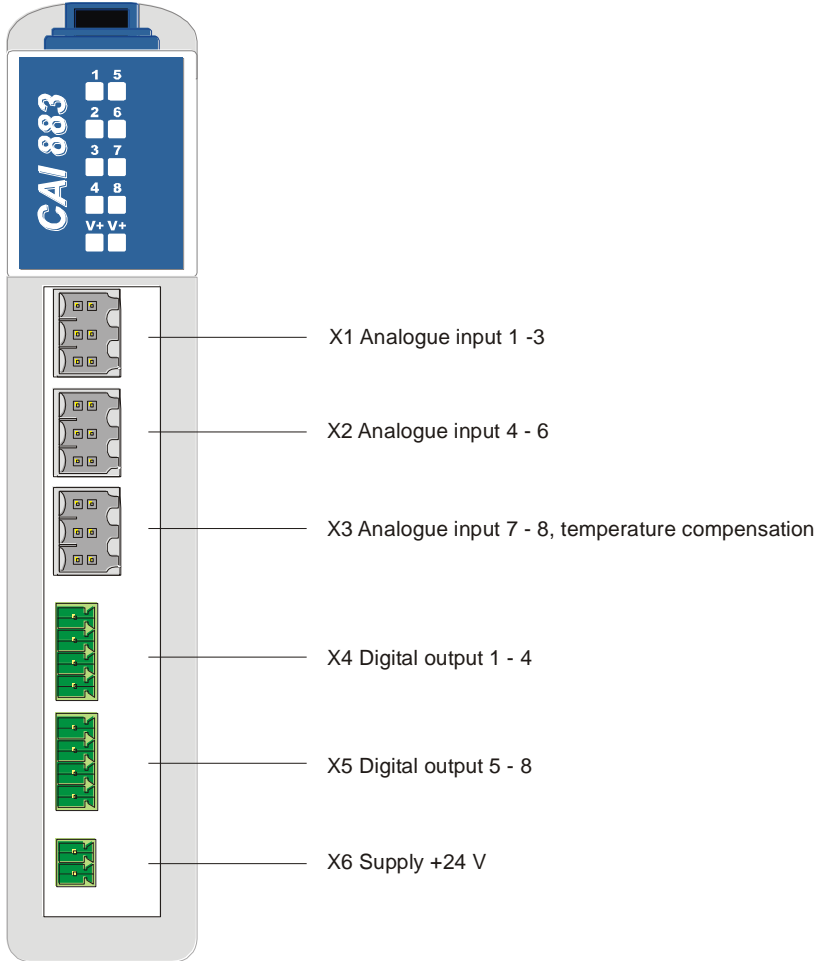 CAI 883
1 5
2 6
3 7
4 8
V+ V+
X1 Analogue input 1 -3
X2 Analogue input 4 - 6
X3 Analogue input 7 - 8, temperature compensation
X4 Digital output 1 - 4
X5 Digital output 5 - 8
X6 Supply +24 V